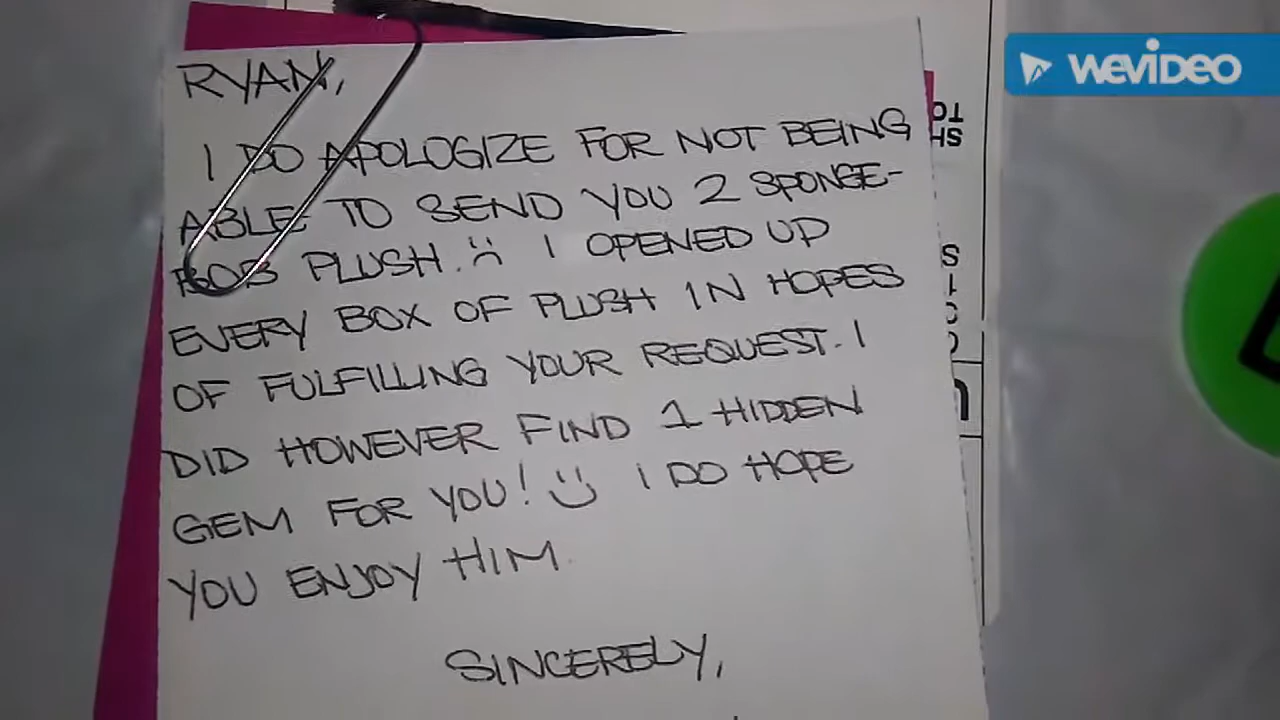 RYAN,
I DO APOLOGIZE FOR NOT BEING
ABLE TO SEND YOU 2 SPONGE-
BOB PLUSH. :( I OPENED UP
EVERY BOX OF PLUSH IN HOPES
OF FULFILLING YOUR REQUEST. I
DID HOWEVER FIND 1 HIDDEN
GEM FOR YOU! :) I DO HOPE
YOU ENJOY HIM.
SINCERELY,
WEVIDEO
SH
TO